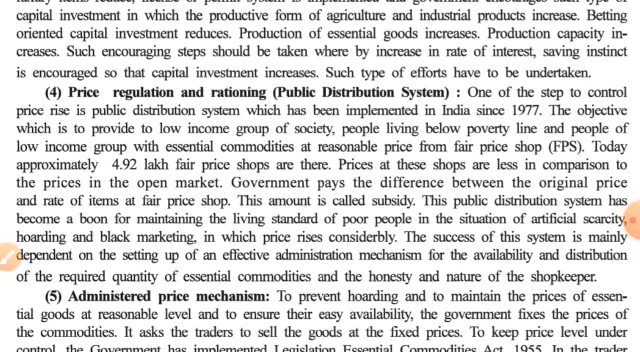 capital investment in which the productive form of agriculture and industrial products increase. Betting
oriented capital investment reduces. Production of essential goods increases. Production capacity in-
creases. Such encouraging steps should be taken where by increase in rate of interest, saving instinct
is encouraged so that capital investment increases. Such type of efforts have to be undertaken.
(4) Price regulation and rationing (Public Distribution System) : One of the step to control
price rise is public distribution system which has been implemented in India since 1977. The objective
which is to provide to low income group of society, people living below poverty line and people of
low income group with essential commodities at reasonable price from fair price shop (FPS). Today
approximately 4.92 lakh fair price shops are there. Prices at these shops are less in comparison to
the prices in the open market. Government pays the difference between the original price
and rate of items at fair price shop. This amount is called subsidy. This public distribution system has
become a boon for maintaining the living standard of poor people in the situation of artificial scarcity,
hoarding and black marketing, in which price rises considerbly. The success of this system is mainly
dependent on the setting up of an effective administration mechanism for the availability and distribution
of the required quantity of essential commodities and the honesty and nature of the shopkeeper.
(5) Administered price mechanism: To prevent hoarding and to maintain the prices of essen-
tial goods at reasonable level and to ensure their easy availability, the government fixes the prices of
the commodities. It asks the traders to sell the goods at the fixed prices. To keep price level under
control, the Government has implemented Legislation Essential Commodities Act, 1955. In the trader